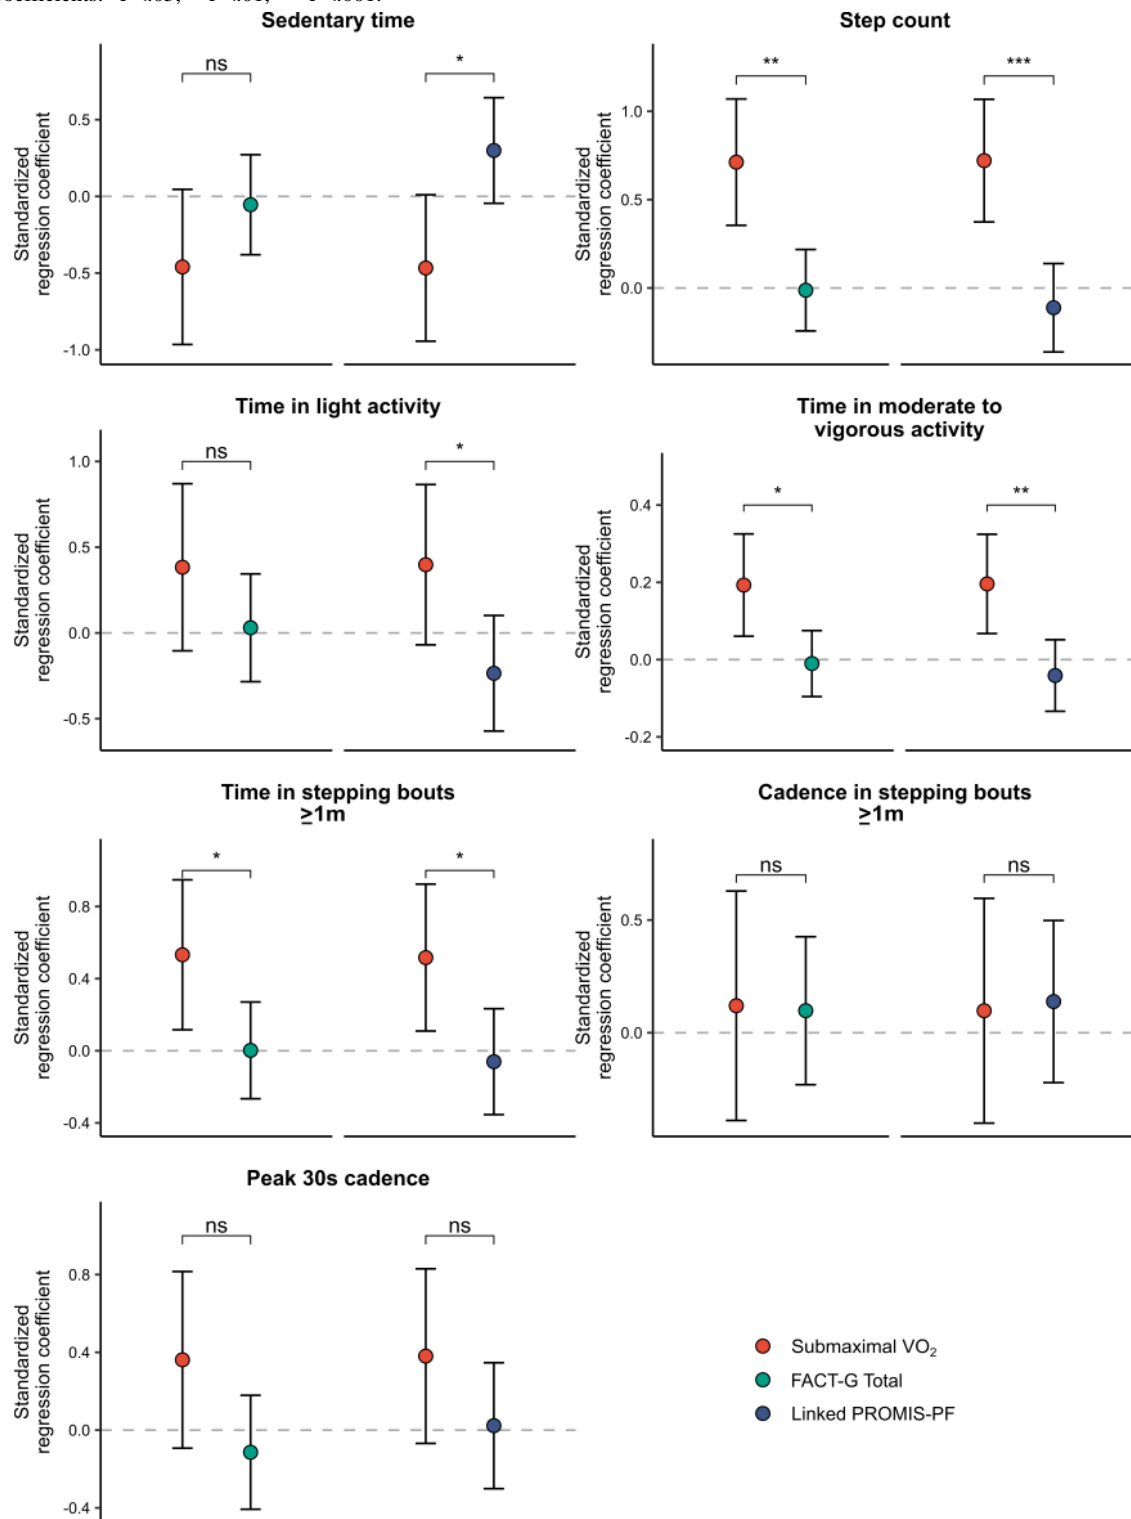 Sedentary time
Step count
ns
*
**
***
Standardized
regression coefficient
0.5
0.0
-0.5
-1.0
Standardized
regression coefficient
1.0
0.5
0.0
Time in light activity
Time in moderate to
vigorous activity
ns
*
*
**
Standardized
regression coefficient
1.0
0.5
0.0
-0.5
Standardized
regression coefficient
0.4
0.2
0.0
-0.2
Time in stepping bouts
≥1m
Cadence in stepping bouts
≥1m
*
*
ns
ns
Standardized
regression coefficient
0.8
0.4
0.0
-0.4
Standardized
regression coefficient
0.5
0.0
Peak 30s cadence
ns
ns
Standardized
regression coefficient
0.8
0.4
0.0
-0.4
Submaximal VO₂
FACT-G Total
Linked PROMIS-PF